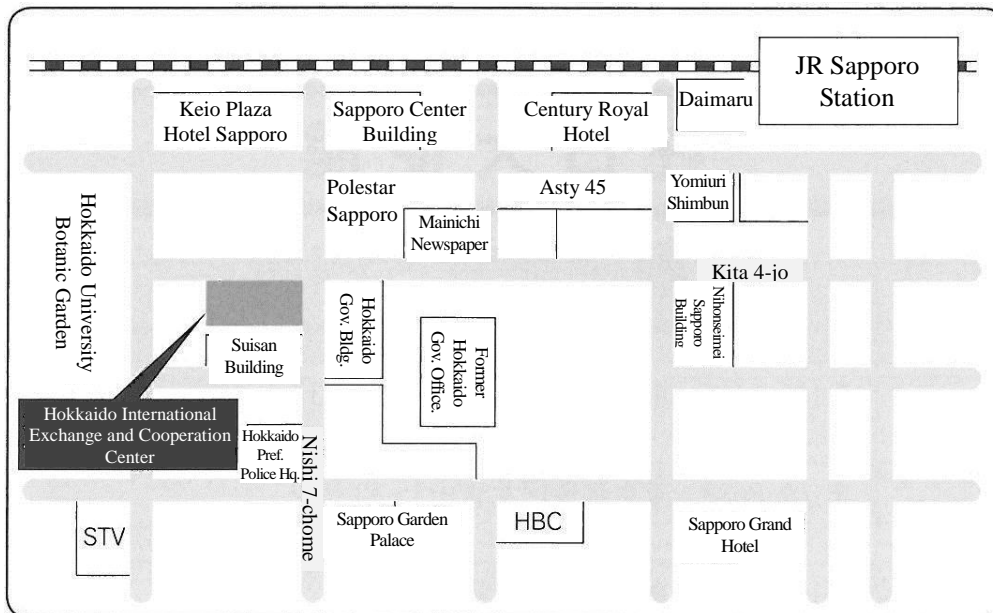 JR Sapporo
Station
Keio Plaza
Hotel Sapporo
Sapporo Center
Building
Century Royal
Hotel
Daimaru
Hokkaido University
Botanic Garden
Polestar
Sapporo
Mainichi
Newspaper
Asty 45
Yomiuri
Shimbun
Kita 4-jo
Hokkaido
Gov. Bldg.
Former
Hokkaido
Gov. Office.
Nihonseimei
Sapporo
Building
Suisan
Building
Hokkaido International
Exchange and Cooperation
Center
Hokkaido
Pref.
Police Hq.
Nishi 7-chome
STV
Sapporo Garden
Palace
HBC
Sapporo Grand
Hotel